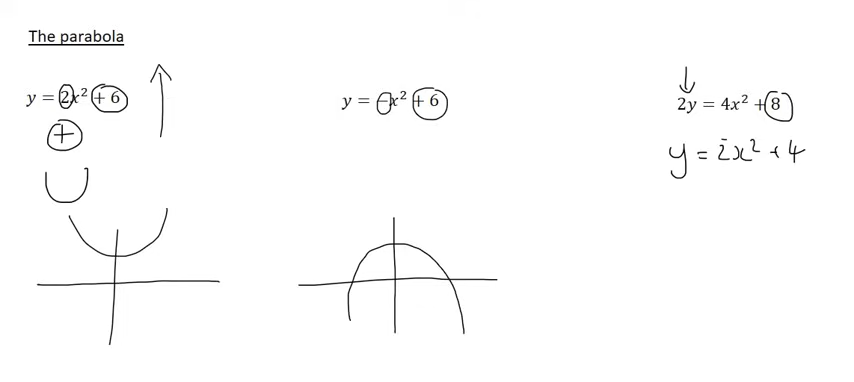 The parabola
y = 2x² + 6
+
y = −x² + 6
2y = 4x² + 8
y = 2x² + 4